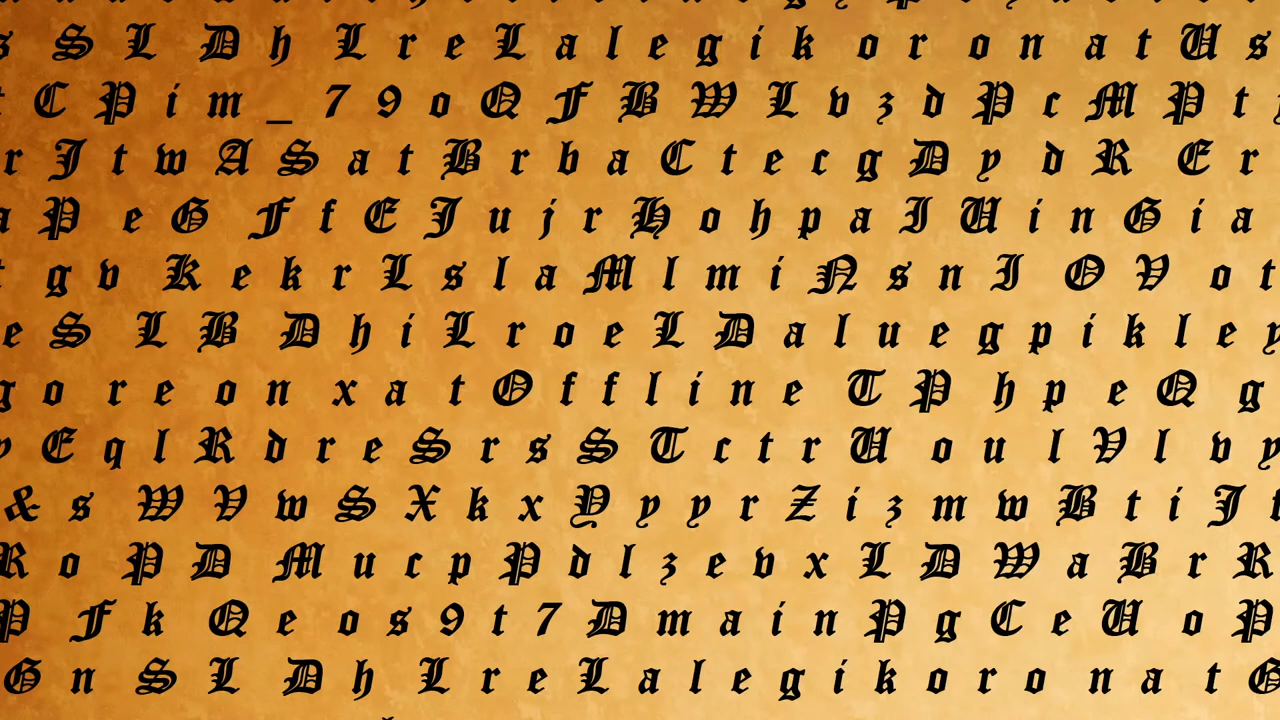 s S L D h L r e L a l e g i k o r o n a t U s
C P i m _ 7 9 o Q F B W L v z d P c M P t
r J t w A S a t B r b a C t e c g D y d R E r
a P e G F f E J u j r H o h p a I U i n G i a
t g v K e k r L s l a M l m i N s n I O V o t
e S L B D h i L r o e L D a l u e g p i k l e y
g o r e o n x a t O f f l i n e T P h p e Q g
y E q l R d r e S r s S T c t r U o u l V l v y
& s W V w S X k x Y y y r Z i z m w B t i J t
R o P D M u c p P d l z e v x L D W a B r R
P F k Q e o s 9 t 7 D m a i n P g C e U o P
G n S L D h L r e L a l e g i k o r o n a t G